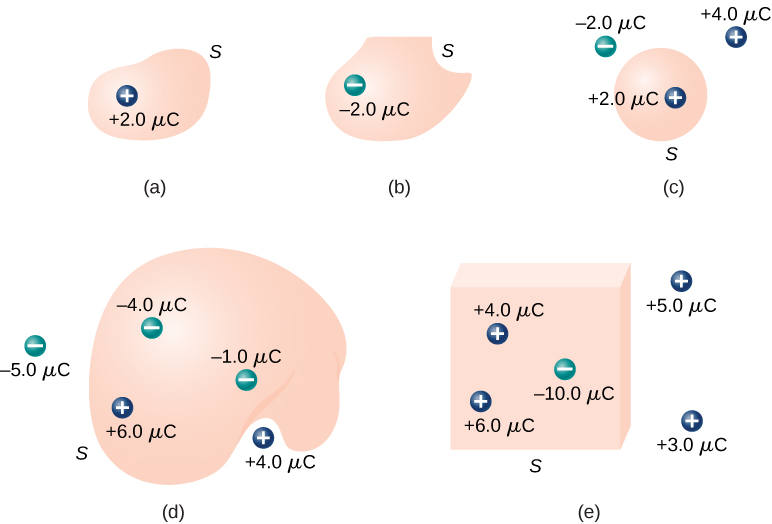 S
+2.0 μC
(a)
S
–2.0 μC
(b)
–2.0 μC
+4.0 μC
+2.0 μC
S
(c)
–4.0 μC
–5.0 μC
–1.0 μC
+6.0 μC
S
+4.0 μC
(d)
+5.0 μC
+4.0 μC
–10.0 μC
+6.0 μC
+3.0 μC
S
(e)